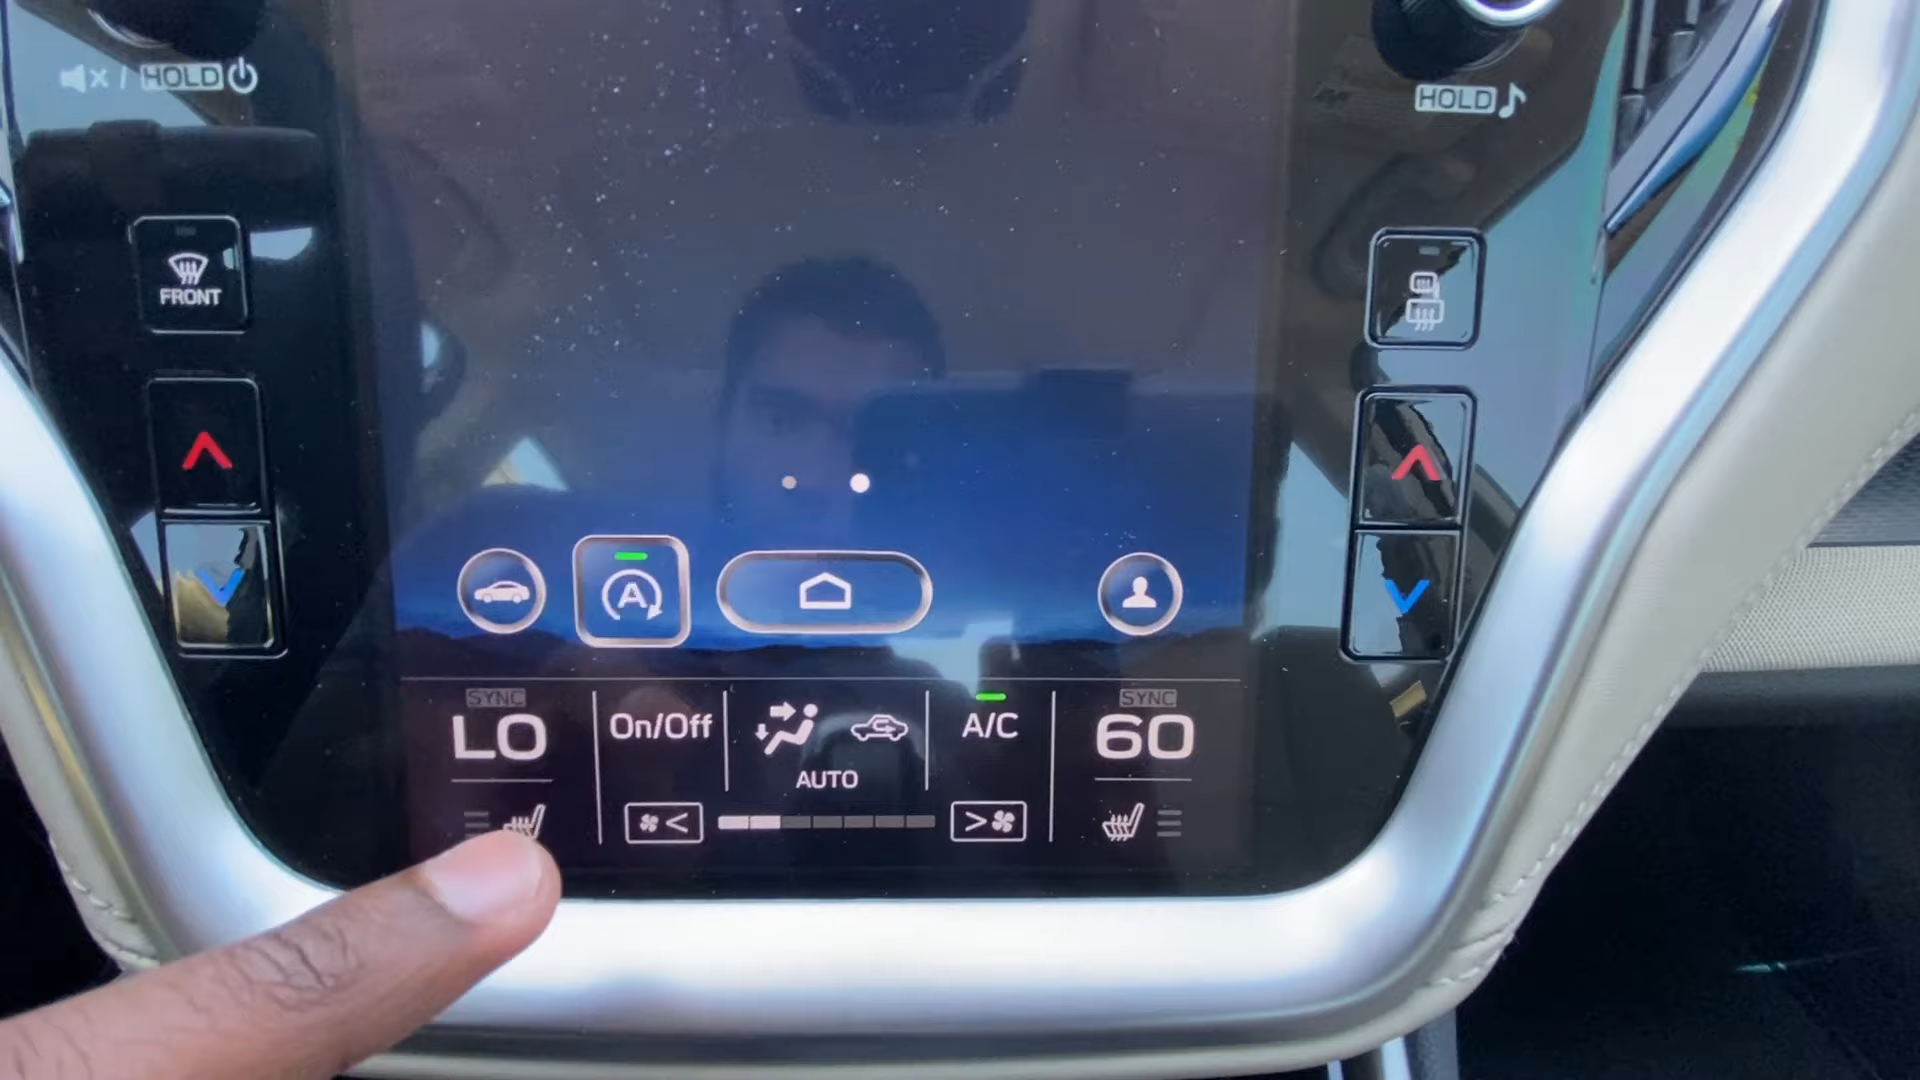 / HOLD
HOLD
FRONT
A
SYNC
LO
On/Off
A/C
SYNC
60
AUTO
<
>